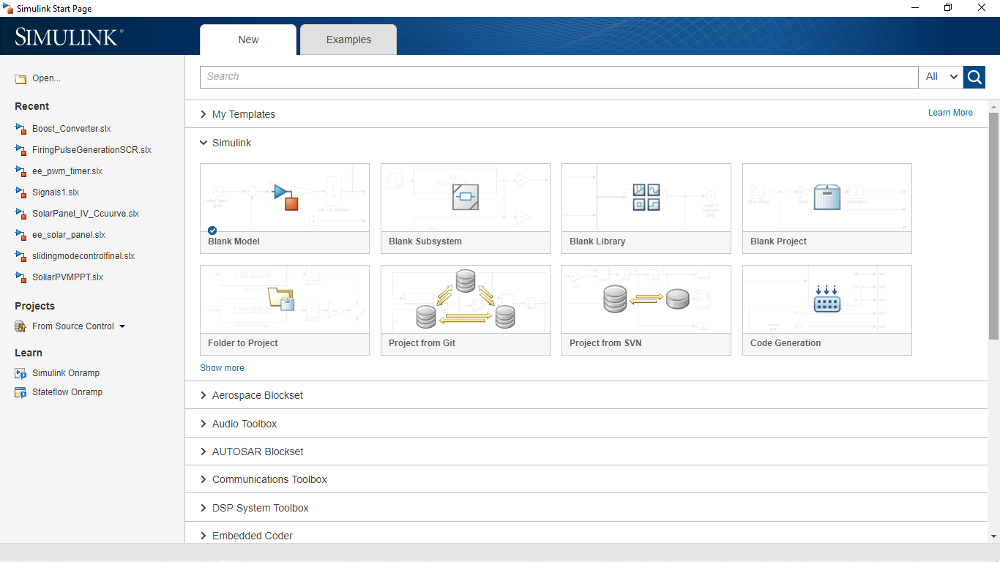 Simulink Start Page
SIMULINK®
New
Examples
Open...
Recent
Boost_Converter.slx
FiringPulseGenerationSCR.slx
ee_pwm_timer.slx
Signals1.slx
SolarPanel_IV_Ccuurve.slx
ee_solar_panel.slx
slidingmodecontrolfinal.slx
SollarPVMPPT.slx
Projects
From Source Control
Learn
Simulink Onramp
Stateflow Onramp
Search
All
My Templates
Learn More
Simulink
Blank Model
Blank Subsystem
Blank Library
Blank Project
Folder to Project
Project from Git
Project from SVN
Code Generation
Show more
Aerospace Blockset
Audio Toolbox
AUTOSAR Blockset
Communications Toolbox
DSP System Toolbox
Embedded Coder